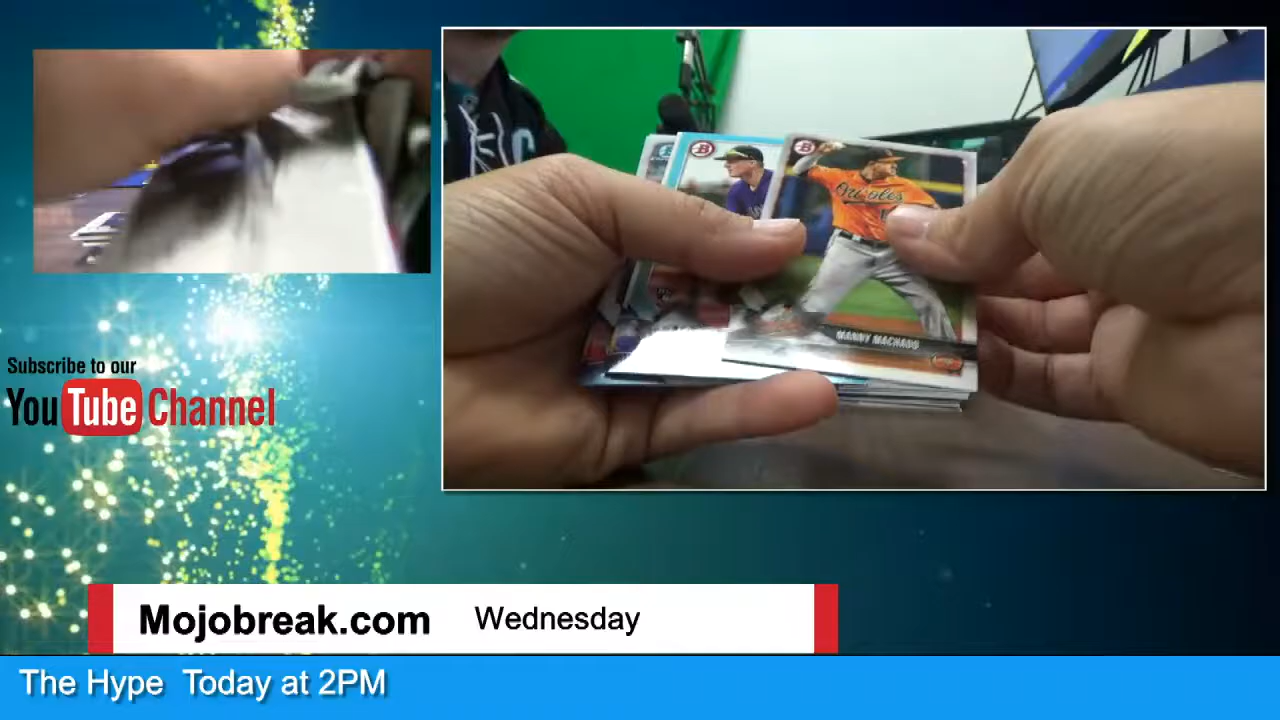 Orioles
MANNY MACHADO
Subscribe to our
YouTube Channel
Mojobreak.com Wednesday
The Hype Today at 2PM